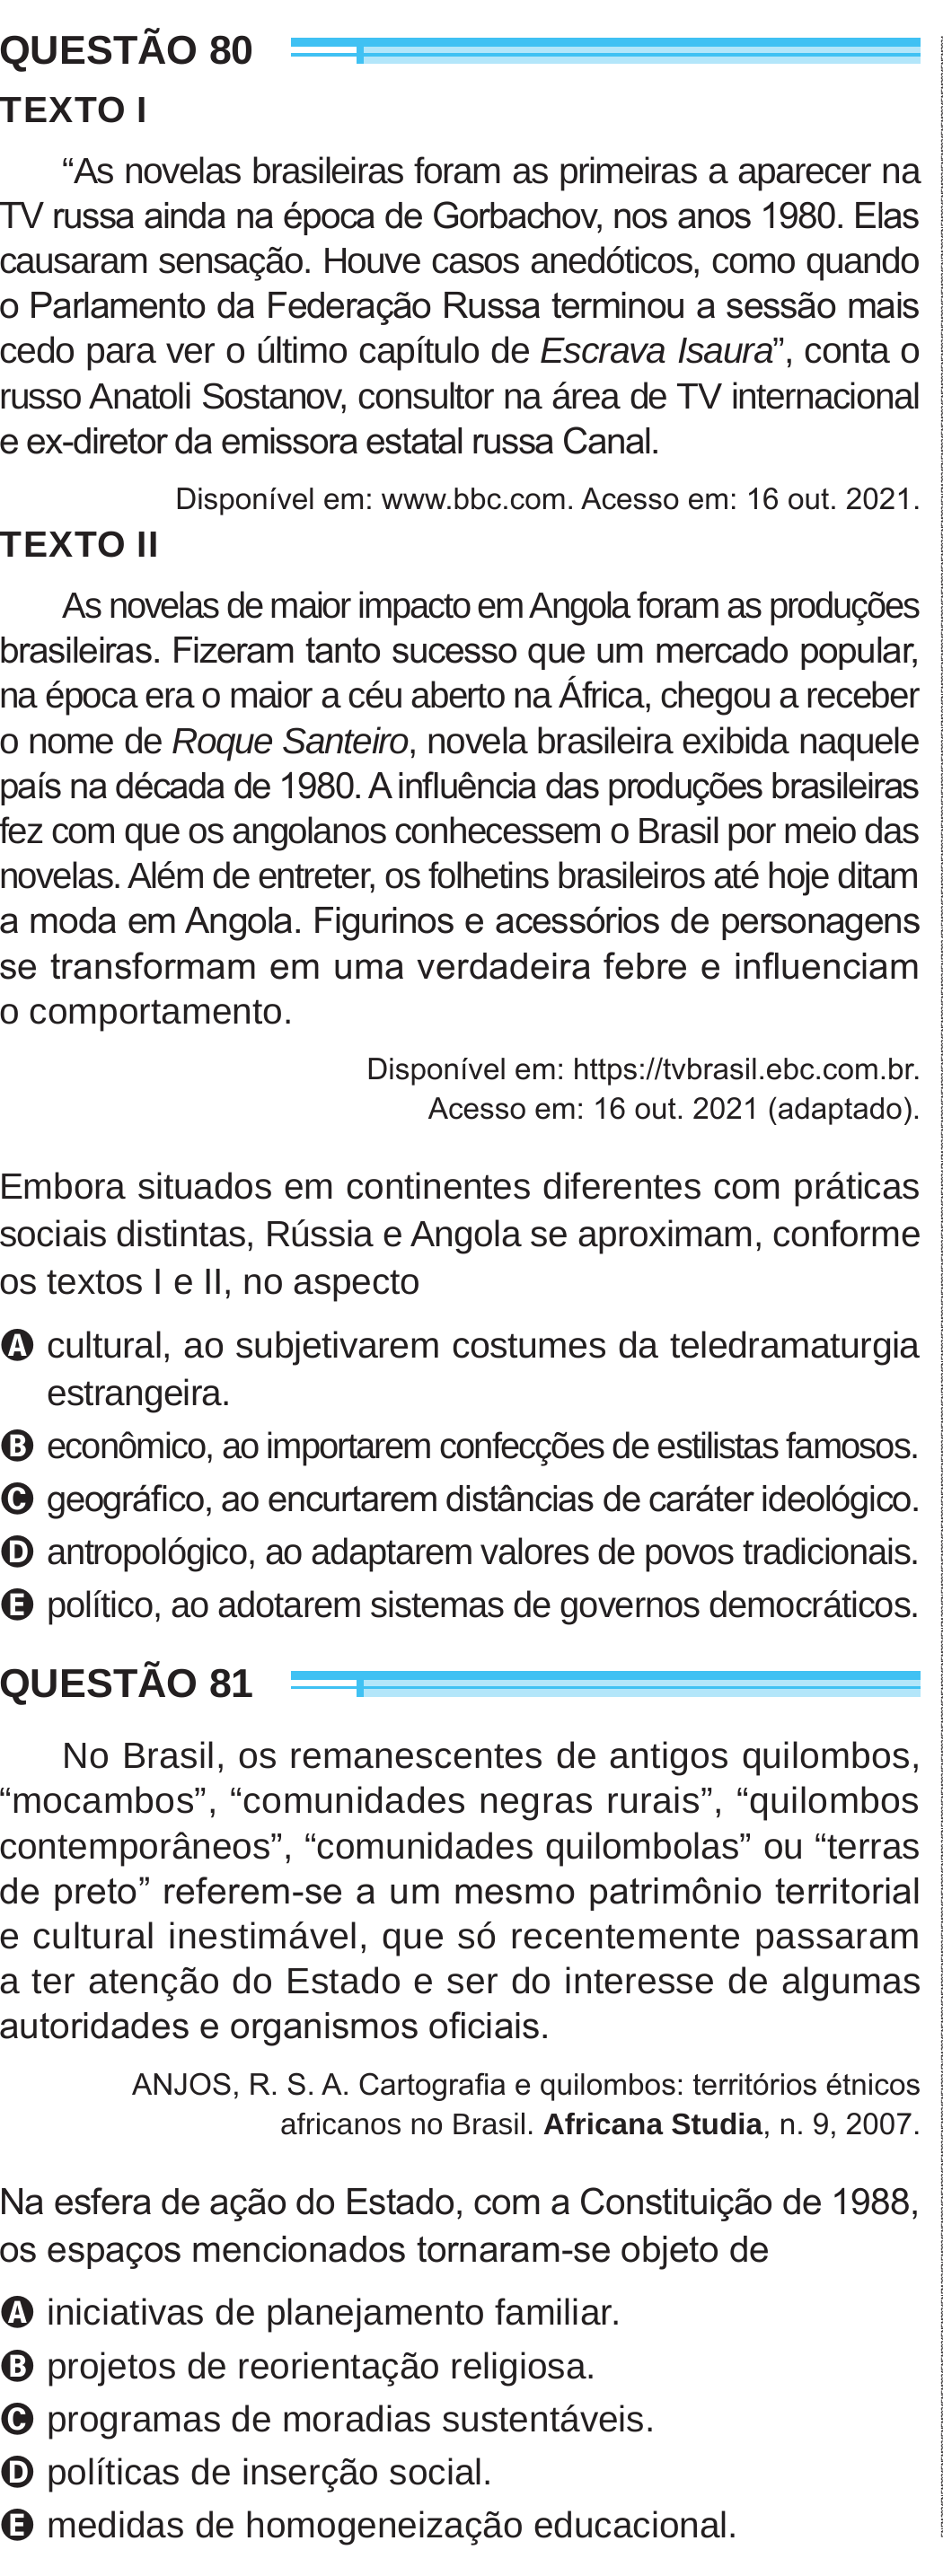 QUESTÃO 80
TEXTO I
“As novelas brasileiras foram as primeiras a aparecer na
TV russa ainda na época de Gorbachov, nos anos 1980. Elas
causaram sensação. Houve casos anedóticos, como quando
o Parlamento da Federação Russa terminou a sessão mais
cedo para ver o último capítulo de Escrava Isaura”, conta o
russo Anatoli Sostanov, consultor na área de TV internacional
e ex-diretor da emissora estatal russa Canal.
Disponível em: www.bbc.com. Acesso em: 16 out. 2021.
TEXTO II
As novelas de maior impacto em Angola foram as produções
brasileiras. Fizeram tanto sucesso que um mercado popular,
na época era o maior a céu aberto na África, chegou a receber
o nome de Roque Santeiro, novela brasileira exibida naquele
país na década de 1980. A influência das produções brasileiras
fez com que os angolanos conhecessem o Brasil por meio das
novelas. Além de entreter, os folhetins brasileiros até hoje ditam
a moda em Angola. Figurinos e acessórios de personagens
se transformam em uma verdadeira febre e influenciam
o comportamento.
Disponível em: https://tvbrasil.ebc.com.br.
Acesso em: 16 out. 2021 (adaptado).
Embora situados em continentes diferentes com práticas
sociais distintas, Rússia e Angola se aproximam, conforme
os textos I e II, no aspecto
A cultural, ao subjetivarem costumes da teledramaturgia
estrangeira.
B econômico, ao importarem confecções de estilistas famosos.
C geográfico, ao encurtarem distâncias de caráter ideológico.
D antropológico, ao adaptarem valores de povos tradicionais.
E político, ao adotarem sistemas de governos democráticos.
QUESTÃO 81
No Brasil, os remanescentes de antigos quilombos,
“mocambos”, “comunidades negras rurais”, “quilombos
contemporâneos”, “comunidades quilombolas” ou “terras
de preto” referem-se a um mesmo patrimônio territorial
e cultural inestimável, que só recentemente passaram
a ter atenção do Estado e ser do interesse de algumas
autoridades e organismos oficiais.
ANJOS, R. S. A. Cartografia e quilombos: territórios étnicos
africanos no Brasil. Africana Studia, n. 9, 2007.
Na esfera de ação do Estado, com a Constituição de 1988,
os espaços mencionados tornaram-se objeto de
A iniciativas de planejamento familiar.
B projetos de reorientação religiosa.
C programas de moradias sustentáveis.
D políticas de inserção social.
E medidas de homogeneização educacional.